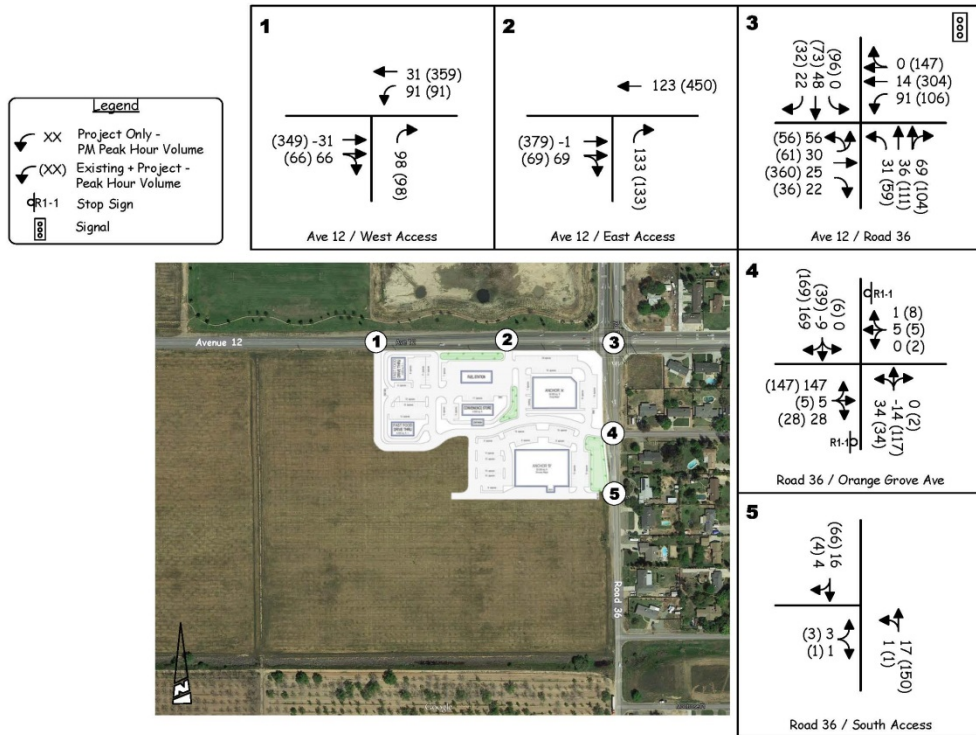 Legend
XX Project Only -
PM Peak Hour Volume
(XX) Existing + Project -
Peak Hour Volume
R1-1 Stop Sign
Signal
1
31 (359)
91 (91)
(349) -31
(66) 66
98 (98)
Ave 12 / West Access
2
123 (450)
(379) -1
(69) 69
133 (133)
Ave 12 / East Access
3
(32) 22
(73) 48
(96) 0
0 (147)
14 (304)
91 (106)
(56) 56
(61) 30
(360) 25
(36) 22
31 (59)
36 (111)
69 (104)
Ave 12 / Road 36
4
(169) 169
(39) -9
(6) 0
R1-1
1 (8)
5 (5)
0 (2)
(147) 147
(5) 5
(28) 28
R1-1
34 (34)
-14 (117)
0 (2)
Road 36 / Orange Grove Ave
5
(66) 16
(4) 4
(3) 3
(1) 1
1 (1)
17 (150)
Road 36 / South Access
Avenue 12
1
2
3
4
5
Road 36
N
Google